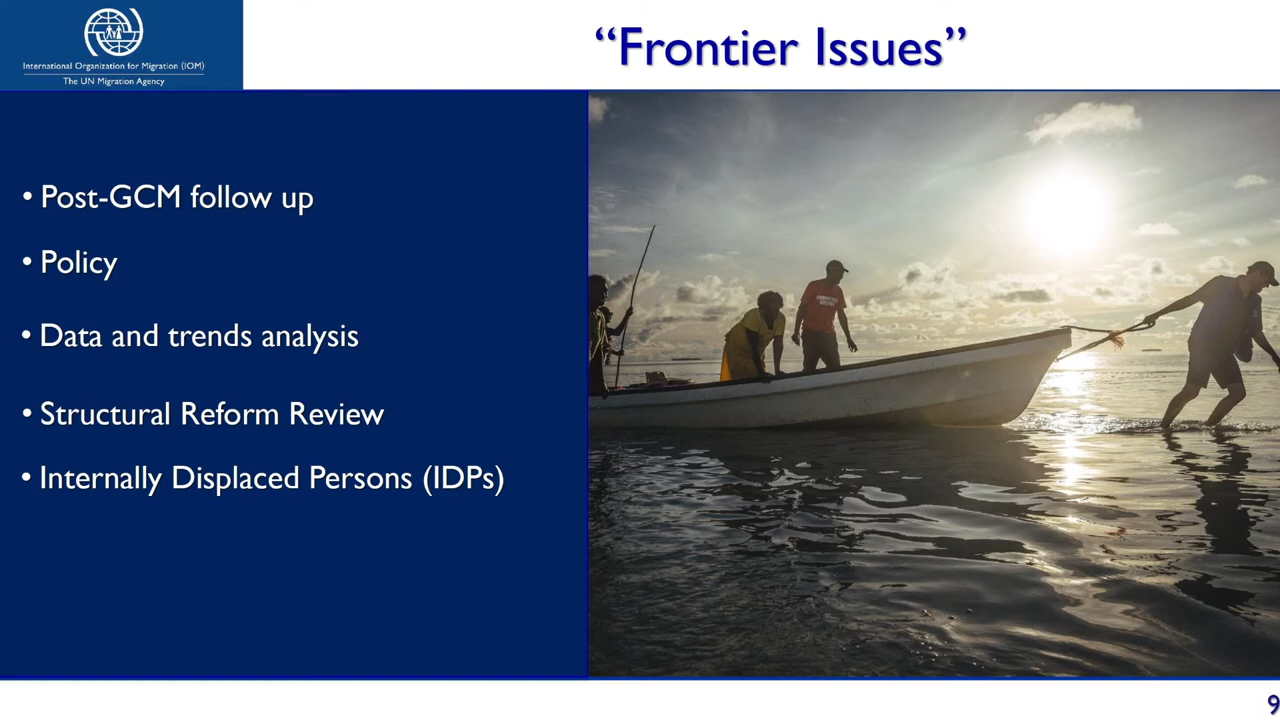 International Organization for Migration (IOM)
The UN Migration Agency
“Frontier Issues”
• Post-GCM follow up
• Policy
• Data and trends analysis
• Structural Reform Review
• Internally Displaced Persons (IDPs)
9